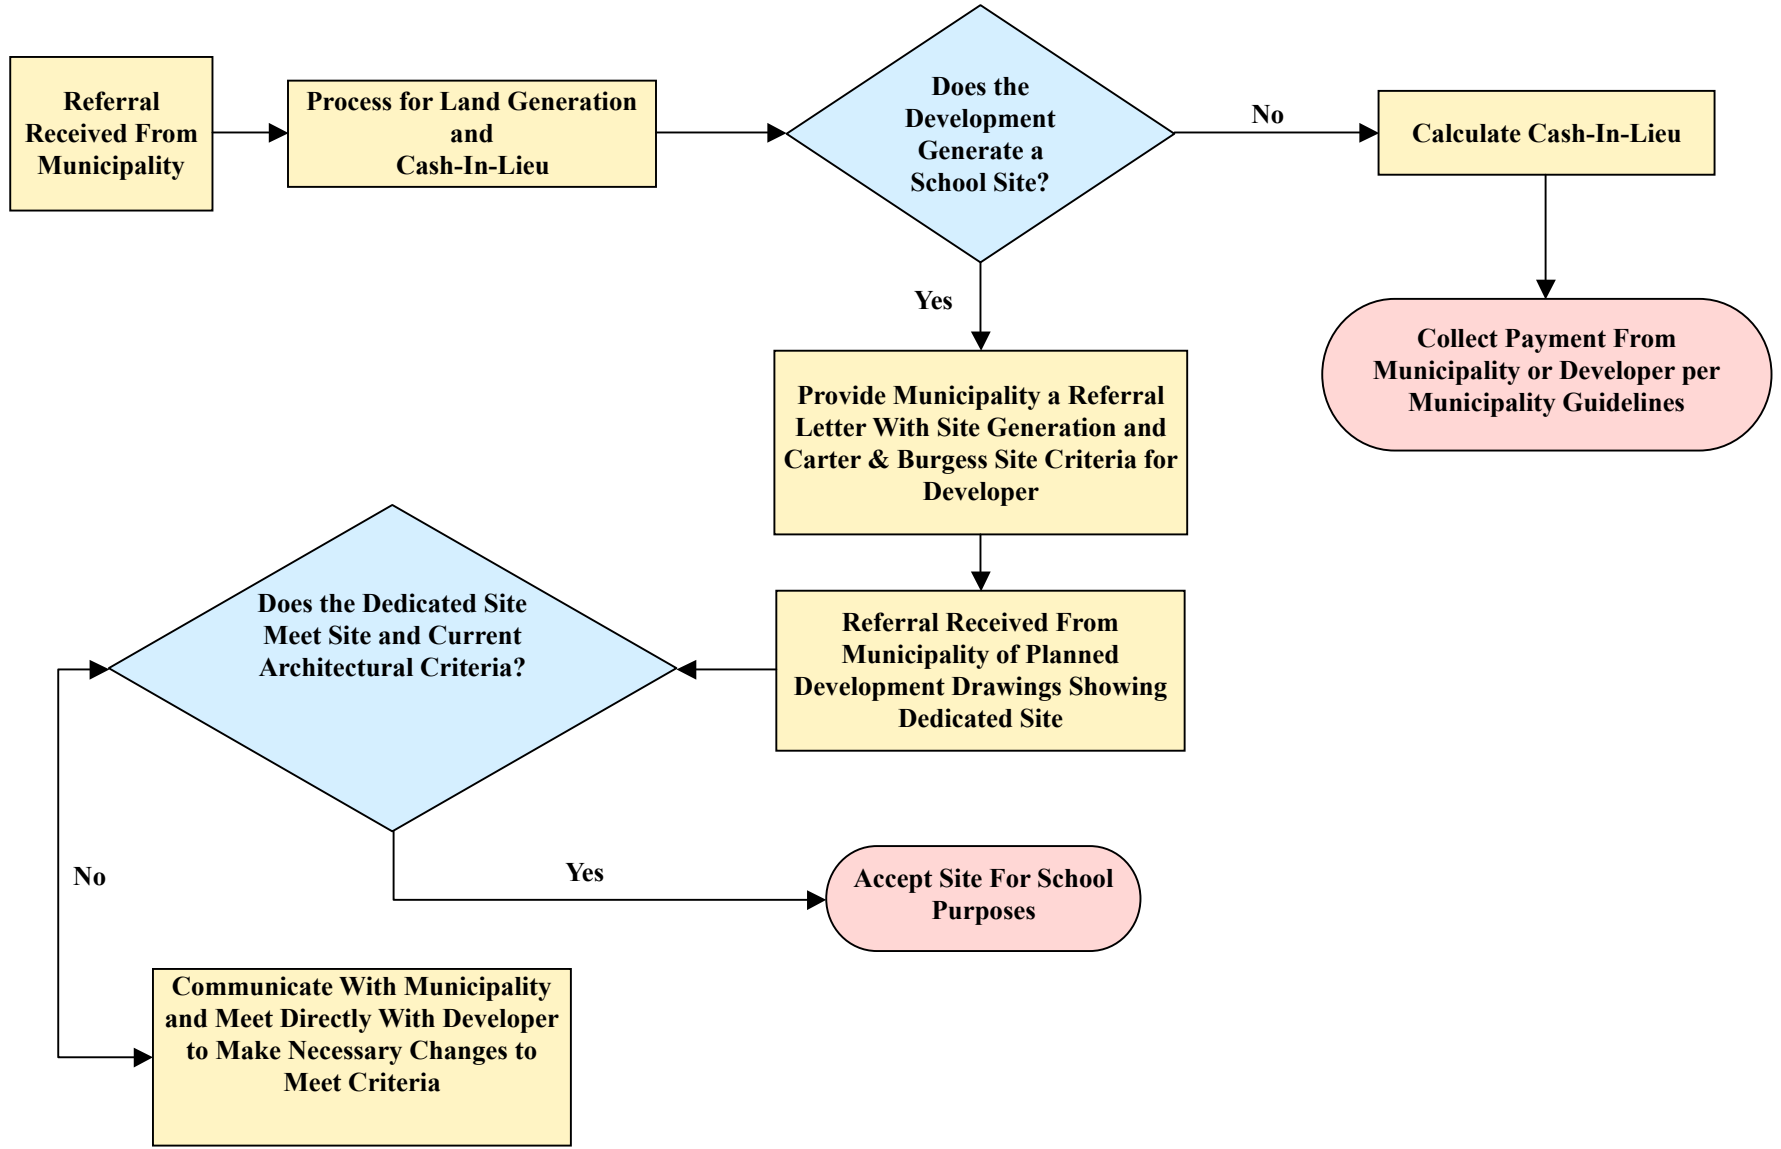 Referral
Received From
Municipality
Process for Land Generation
and
Cash-In-Lieu
Does the
Development
Generate a
School Site?
No
Calculate Cash-In-Lieu
Collect Payment From
Municipality or Developer per
Municipality Guidelines
Yes
Provide Municipality a Referral
Letter With Site Generation and
Carter & Burgess Site Criteria for
Developer
Referral Received From
Municipality of Planned
Development Drawings Showing
Dedicated Site
Does the Dedicated Site
Meet Site and Current
Architectural Criteria?
Yes
Accept Site For School
Purposes
No
Communicate With Municipality
and Meet Directly With Developer
to Make Necessary Changes to
Meet Criteria